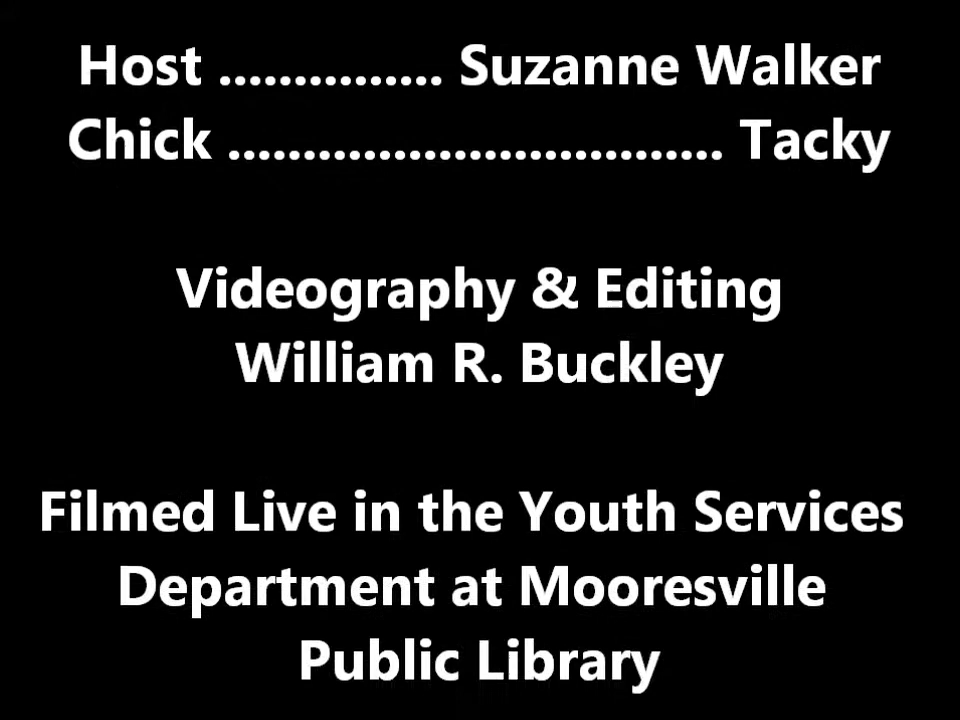 Host ............... Suzanne Walker
Chick ................................. Tacky
Videography & Editing
William R. Buckley
Filmed Live in the Youth Services
Department at Mooresville
Public Library